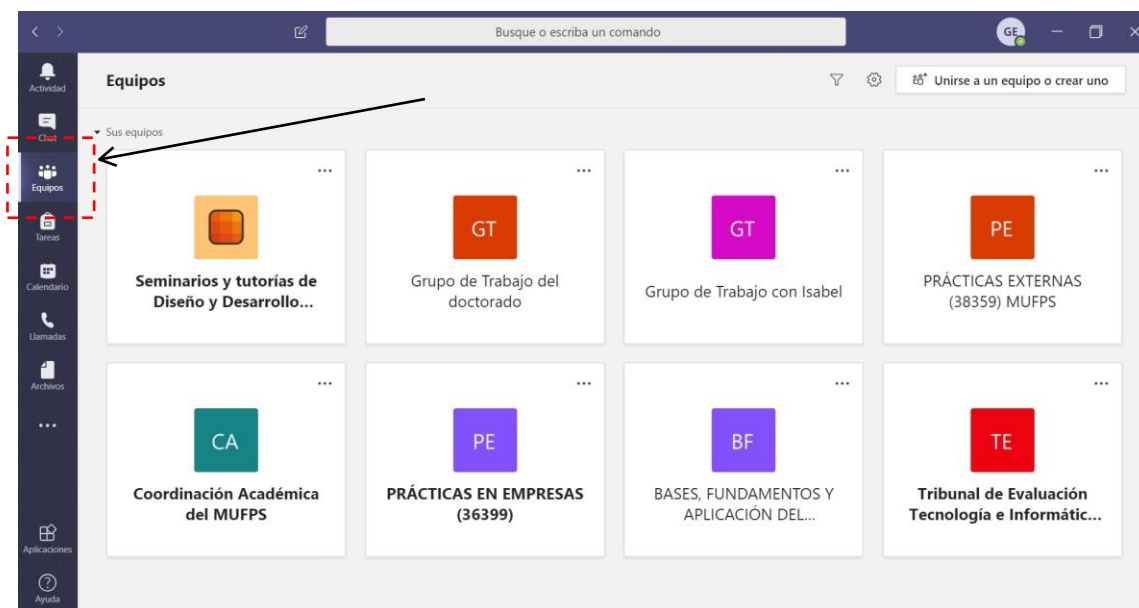 Busque o escriba un comando
GE
Actividad
Chat
Equipos
Tareas
Calendario
Llamadas
Archivos
Aplicaciones
Ayuda
Equipos
Unirse a un equipo o crear uno
Sus equipos
Seminarios y tutorías de
Diseño y Desarrollo...
GT
Grupo de Trabajo del
doctorado
GT
Grupo de Trabajo con Isabel
PE
PRÁCTICAS EXTERNAS
(38359) MUFPS
CA
Coordinación Académica
del MUFPS
PE
PRÁCTICAS EN EMPRESAS
(36399)
BF
BASES, FUNDAMENTOS Y
APLICACIÓN DEL...
TE
Tribunal de Evaluación
Tecnología e Informátic...